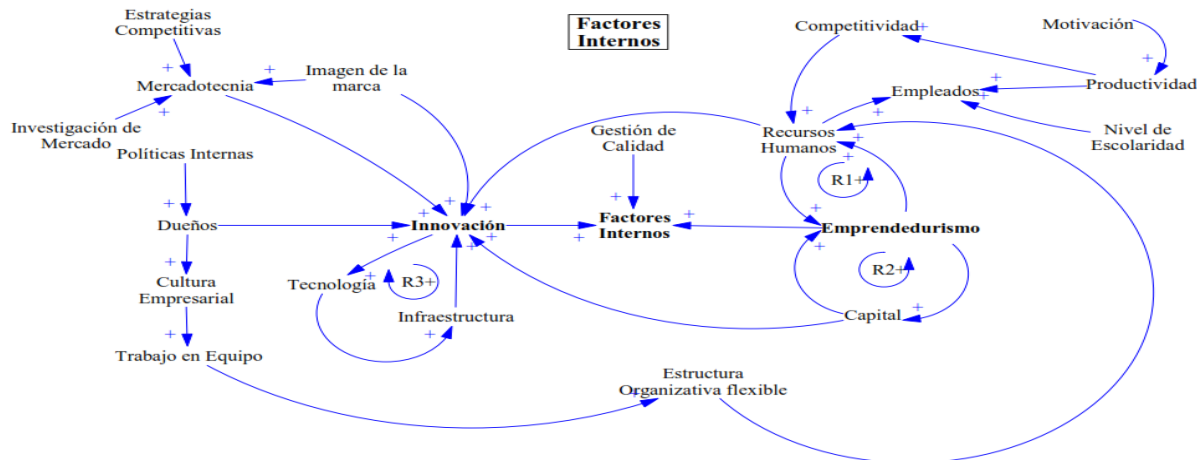 Estrategias
Competitivas
Factores
Internos
Competitividad
Motivación
Mercadotecnia
Imagen de la
marca
Empleados
Productividad
Investigación de
Mercado
Gestión de
Calidad
Recursos
Humanos
Nivel de
Escolaridad
Políticas Internas
R1+
Dueños
Innovación
Factores
Internos
Emprendedurismo
Cultura
Empresarial
Tecnología
R3+
R2+
Infraestructura
Capital
Trabajo en Equipo
Estructura
Organizativa flexible